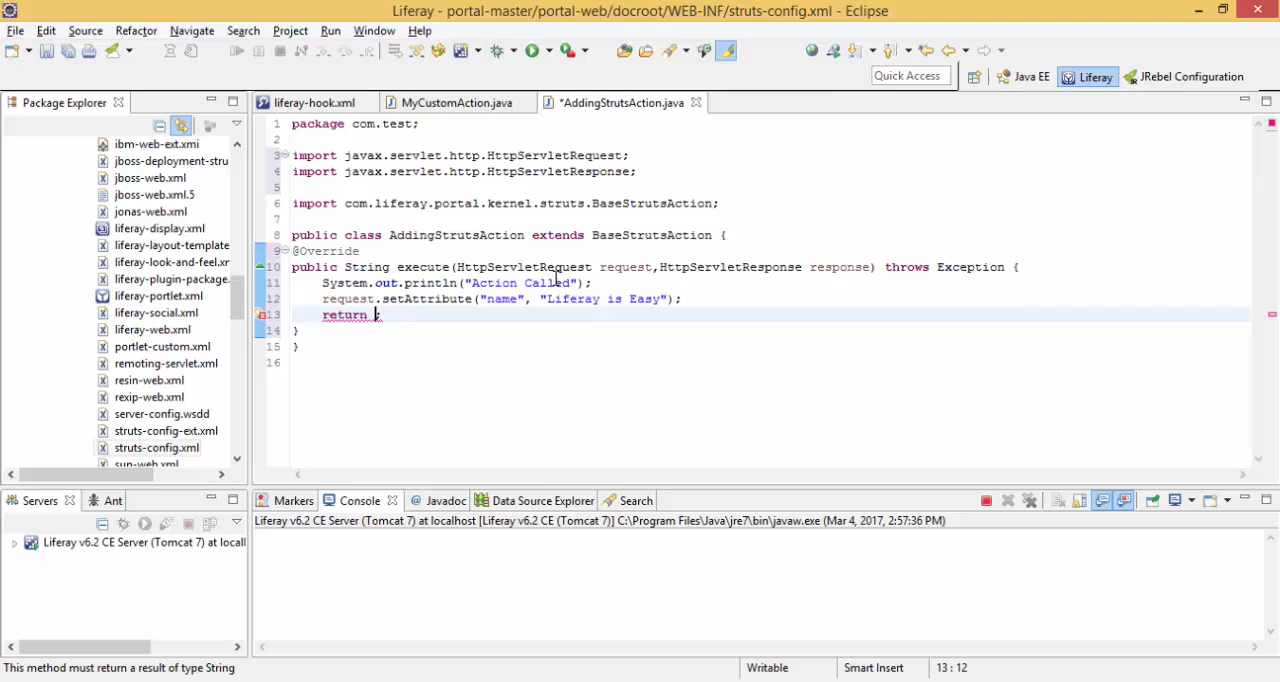 Liferay - portal-master/portal-web/docroot/WEB-INF/struts-config.xml - Eclipse
File Edit Source Refactor Navigate Search Project Run Window Help
Quick Access Java EE Liferay JRebel Configuration
Package Explorer
liferay-hook.xml MyCustomAction.java *AddingStrutsAction.java
ibm-web-ext.xmi
jboss-deployment-stru
jboss-web.xml
jboss-web.xml.5
jonas-web.xml
liferay-display.xml
liferay-layout-template
liferay-look-and-feel.xr
liferay-plugin-package.
liferay-portlet.xml
liferay-social.xml
liferay-web.xml
portlet-custom.xml
remoting-servlet.xml
resin-web.xml
rexip-web.xml
server-config.wsdd
struts-config-ext.xml
struts-config.xml
sun-web.xml
1 package com.test;
2
3 import javax.servlet.http.HttpServletRequest;
4 import javax.servlet.http.HttpServletResponse;
5
6 import com.liferay.portal.kernel.struts.BaseStrutsAction;
7
8 public class AddingStrutsAction extends BaseStrutsAction {
9 @Override
10 public String execute(HttpServletRequest request,HttpServletResponse response) throws Exception {
11 System.out.println("Action Called");
12 request.setAttribute("name", "Liferay is Easy");
13 return ;
14 }
15 }
16
Servers Ant
Liferay v6.2 CE Server (Tomcat 7) at locall
Markers Console Javadoc Data Source Explorer Search
Liferay v6.2 CE Server (Tomcat 7) at localhost [Liferay v6.2 CE (Tomcat 7)] C:\Program Files\Java\jre7\bin\javaw.exe (Mar 4, 2017, 2:57:36 PM)
This method must return a result of type String Writable Smart Insert 13 : 12